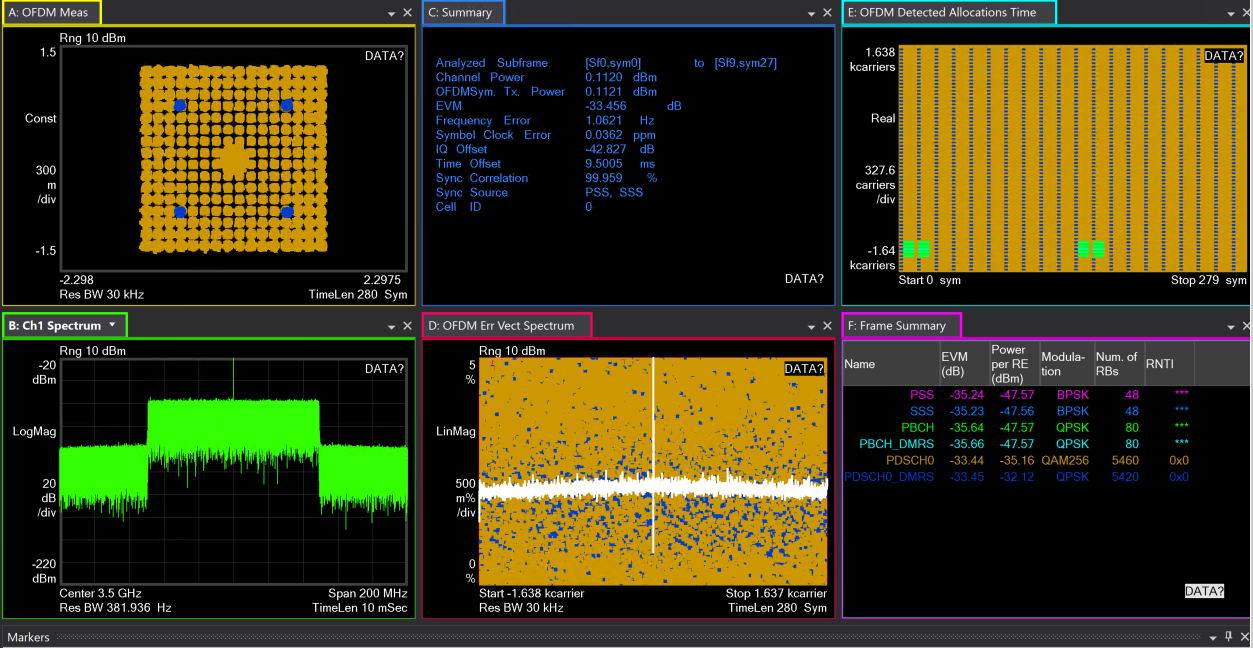 A: OFDM Meas
Rng 10 dBm
1.5
DATA?
Const
300
m
/div
-1.5
-2.298
2.2975
Res BW 30 kHz
TimeLen 280 Sym
C: Summary
Analyzed Subframe [Sf0,sym0] to [Sf9,sym27]
Channel Power 0.1120 dBm
OFDMSym. Tx. Power 0.1121 dBm
EVM -33.456 dB
Frequency Error 1.0621 Hz
Symbol Clock Error 0.0362 ppm
IQ Offset -42.827 dB
Time Offset 9.5005 ms
Sync Correlation 99.959 %
Sync Source PSS, SSS
Cell ID 0
DATA?
E: OFDM Detected Allocations Time
1.638
kcarriers
DATA?
Real
327.6
carriers
/div
-1.64
kcarriers
Start 0 sym
Stop 279 sym
B: Ch1 Spectrum
Rng 10 dBm
-20
dBm
DATA?
LogMag
20
dB
/div
-220
dBm
Center 3.5 GHz
Span 200 MHz
Res BW 381.936 Hz
TimeLen 10 mSec
D: OFDM Err Vect Spectrum
Rng 10 dBm
5
%
DATA?
LinMag
500
m%
/div
0
%
Start -1.638 kcarrier
Stop 1.637 kcarrier
Res BW 30 kHz
TimeLen 280 Sym
F: Frame Summary
Name EVM (dB) Power per RE (dBm) Modula-tion Num. of RBs RNTI
PSS -35.24 -47.57 BPSK 48 ***
SSS -35.23 -47.56 BPSK 48 ***
PBCH -35.64 -47.57 QPSK 80 ***
PBCH_DMRS -35.66 -47.57 QPSK 80 ***
PDSCH0 -33.44 -35.16 QAM256 5460 0x0
PDSCH0_DMRS -33.45 -32.12 QPSK 5420 0x0
DATA?
Markers